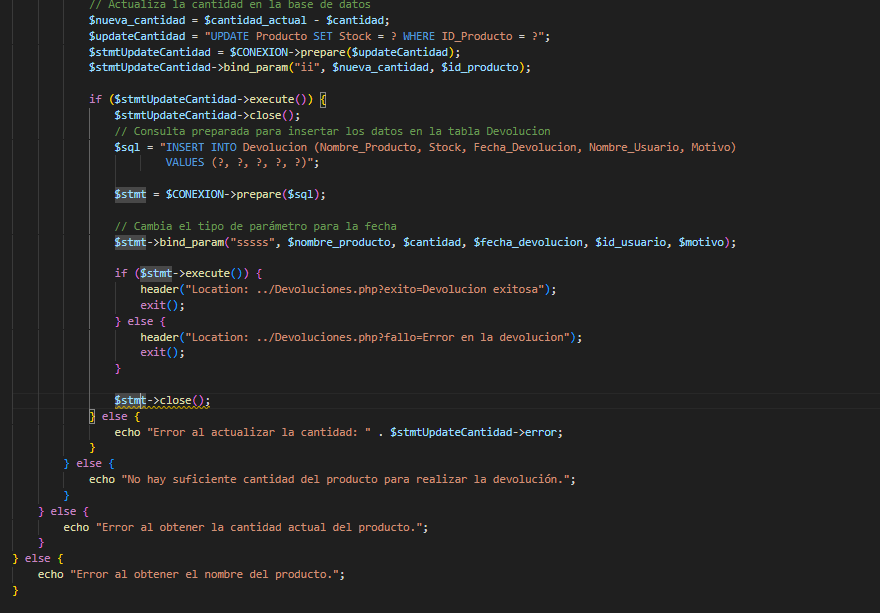 // Actualiza la cantidad en la base de datos
$nueva_cantidad = $cantidad_actual - $cantidad;
$updateCantidad = "UPDATE Producto SET Stock = ? WHERE ID_Producto = ?";
$stmtUpdateCantidad = $CONEXION->prepare($updateCantidad);
$stmtUpdateCantidad->bind_param("ii", $nueva_cantidad, $id_producto);

if ($stmtUpdateCantidad->execute()) {
    $stmtUpdateCantidad->close();
    // Consulta preparada para insertar los datos en la tabla Devolucion
    $sql = "INSERT INTO Devolucion (Nombre_Producto, Stock, Fecha_Devolucion, Nombre_Usuario, Motivo)
            VALUES (?, ?, ?, ?, ?)";

    $stmt = $CONEXION->prepare($sql);

    // Cambia el tipo de parámetro para la fecha
    $stmt->bind_param("sssss", $nombre_producto, $cantidad, $fecha_devolucion, $id_usuario, $motivo);

    if ($stmt->execute()) {
        header("Location: ../Devoluciones.php?exito=Devolucion exitosa");
        exit();
    } else {
        header("Location: ../Devoluciones.php?fallo=Error en la devolucion");
        exit();
    }

    $stmt->close();
} else {
    echo "Error al actualizar la cantidad: " . $stmtUpdateCantidad->error;
}
} else {
    echo "No hay suficiente cantidad del producto para realizar la devolución.";
}
} else {
    echo "Error al obtener la cantidad actual del producto.";
}
} else {
    echo "Error al obtener el nombre del producto.";
}